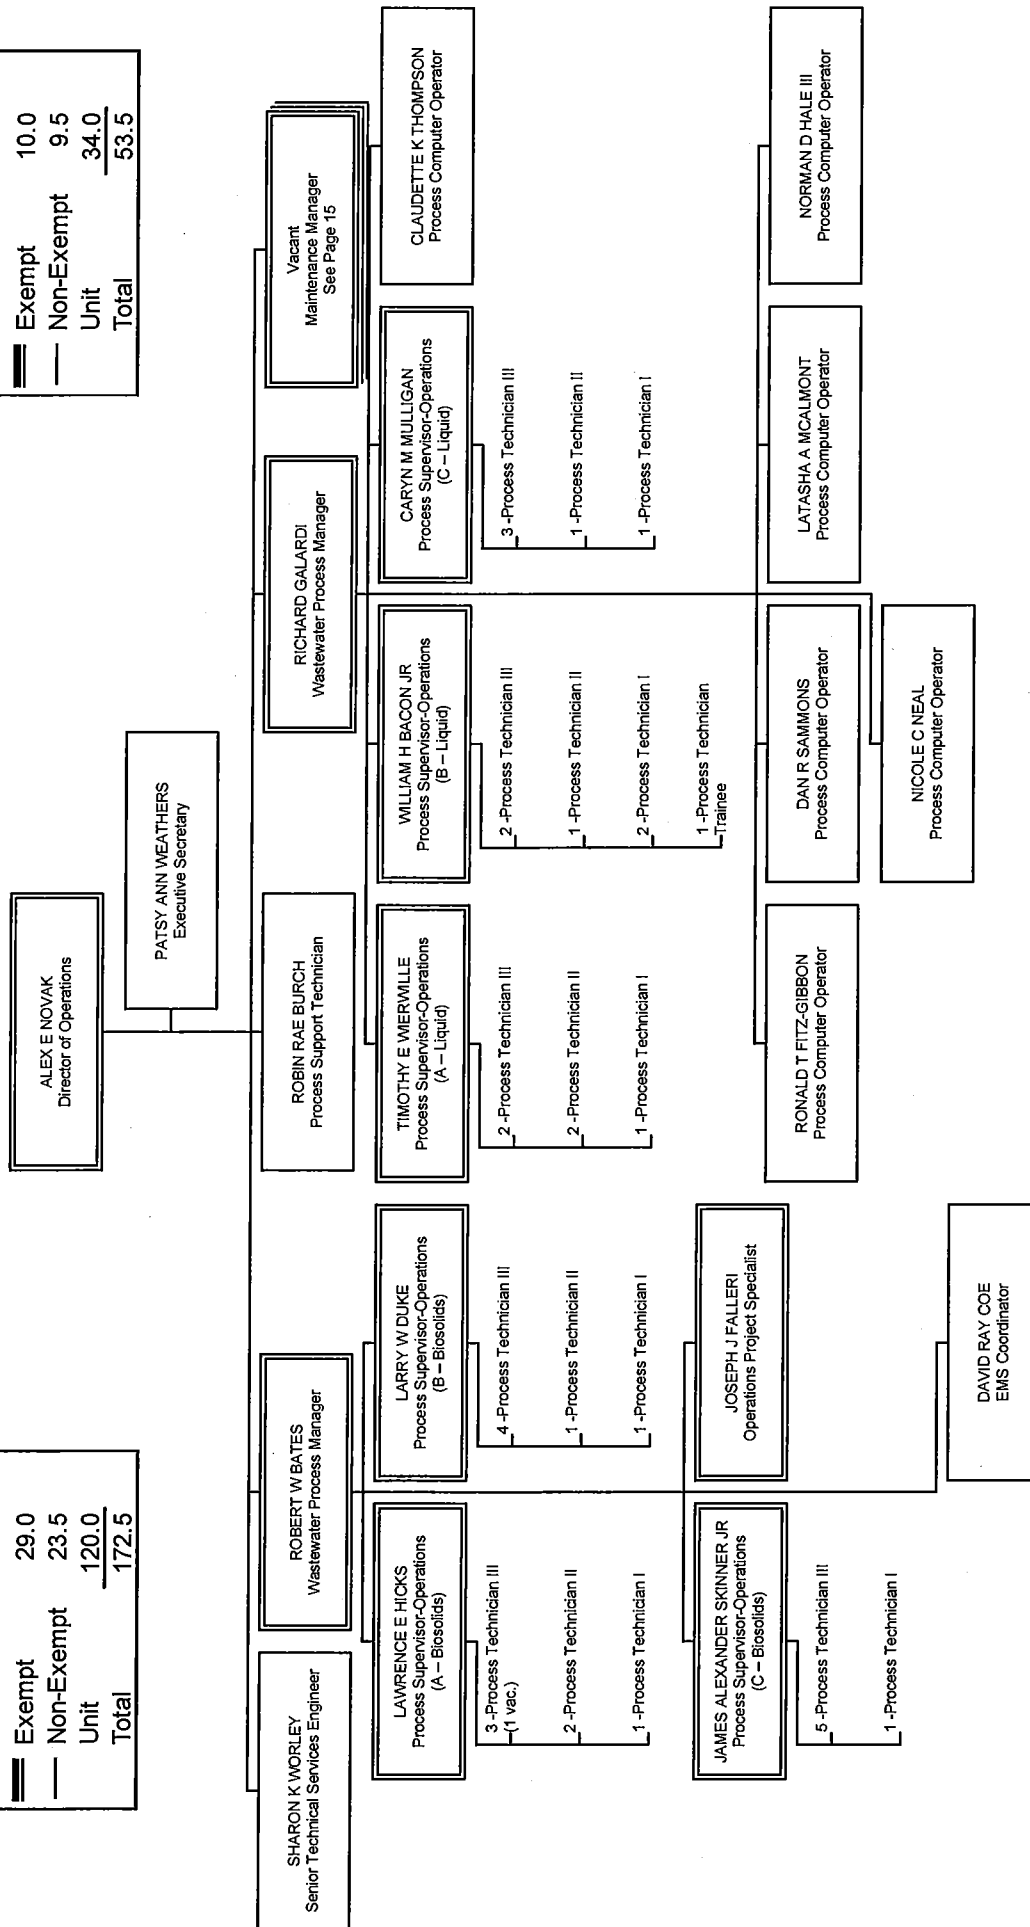 Exempt 29.0
Non-Exempt 23.5
Unit 120.0
Total 172.5
Exempt 10.0
Non-Exempt 9.5
Unit 34.0
Total 53.5
ALEX E NOVAK
Director of Operations
PATSY ANN WEATHERS
Executive Secretary
SHARON K WORLEY
Senior Technical Services Engineer
ROBERT W BATES
Wastewater Process Manager
ROBIN RAE BURCH
Process Support Technician
RICHARD GALARDI
Wastewater Process Manager
Vacant
Maintenance Manager
See Page 15
LAWRENCE E HICKS
Process Supervisor-Operations
(A – Biosolids)
3 -Process Technician III
(1 vac.)
2 -Process Technician II
1 -Process Technician I
LARRY W DUKE
Process Supervisor-Operations
(B – Biosolids)
4 -Process Technician III
1 -Process Technician II
1 -Process Technician I
TIMOTHY E WIERWILLE
Process Supervisor-Operations
(A – Liquid)
2 -Process Technician III
2 -Process Technician II
1 -Process Technician I
WILLIAM H BACON JR
Process Supervisor-Operations
(B – Liquid)
2 -Process Technician III
1 -Process Technician II
2 -Process Technician I
1 -Process Technician
Trainee
CARYN M MULLIGAN
Process Supervisor-Operations
(C – Liquid)
3 -Process Technician III
1 -Process Technician II
1 -Process Technician I
CLAUDETTE K THOMPSON
Process Computer Operator
JAMES ALEXANDER SKINNER JR
Process Supervisor-Operations
(C – Biosolids)
5 -Process Technician III
1 -Process Technician I
JOSEPH J FALLERI
Operations Project Specialist
RONALD T FITZ-GIBBON
Process Computer Operator
DAN R SAMMONS
Process Computer Operator
LATASHA A MCALMONT
Process Computer Operator
NORMAN D HALE III
Process Computer Operator
NICOLE C NEAL
Process Computer Operator
DAVID RAY COE
EMS Coordinator